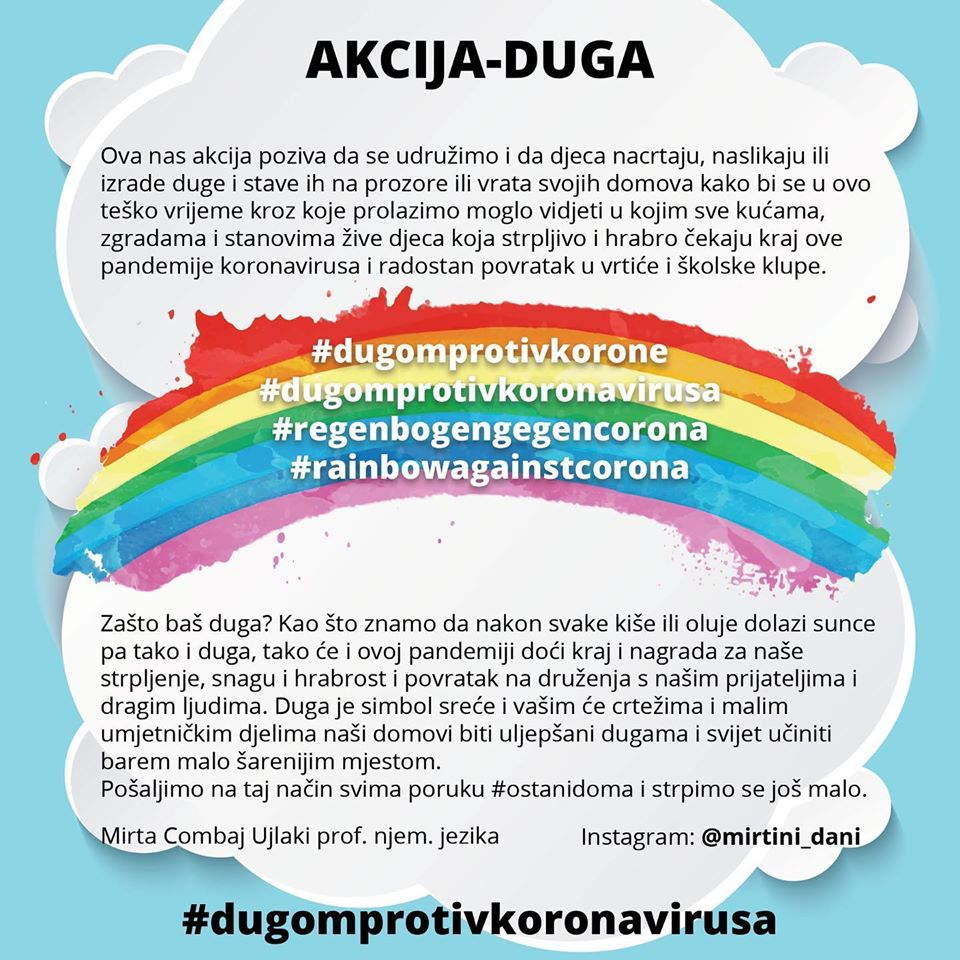 AKCIJA-DUGA
Ova nas akcija poziva da se udružimo i da djeca nacrtaju, naslikaju ili
izrade duge i stave ih na prozore ili vrata svojih domova kako bi se u ovo
teško vrijeme kroz koje prolazimo moglo vidjeti u kojim sve kućama,
zgradama i stanovima žive djeca koja strpljivo i hrabro čekaju kraj ove
pandemije koronavirusa i radostan povratak u vrtiće i školske klupe.
#dugomprotivkorone
#dugomprotivkoronavirusa
#regenbogengegencorona
#rainbowagainstcorona
Zašto baš duga? Kao što znamo da nakon svake kiše ili oluje dolazi sunce
pa tako i duga, tako će i ovoj pandemiji doći kraj i nagrada za naše
strpljenje, snagu i hrabrost i povratak na druženja s našim prijateljima i
dragim ljudima. Duga je simbol sreće i vašim će crtežima i malim
umjetničkim djelima naši domovi biti uljepšani dugama i svijet učiniti
barem malo šarenijim mjestom.
Pošaljimo na taj način svima poruku #ostanidoma i strpimo se još malo.
Mirta Combaj Ujlaki prof. njem. jezika Instagram: @mirtini_dani
#dugomprotivkoronavirusa